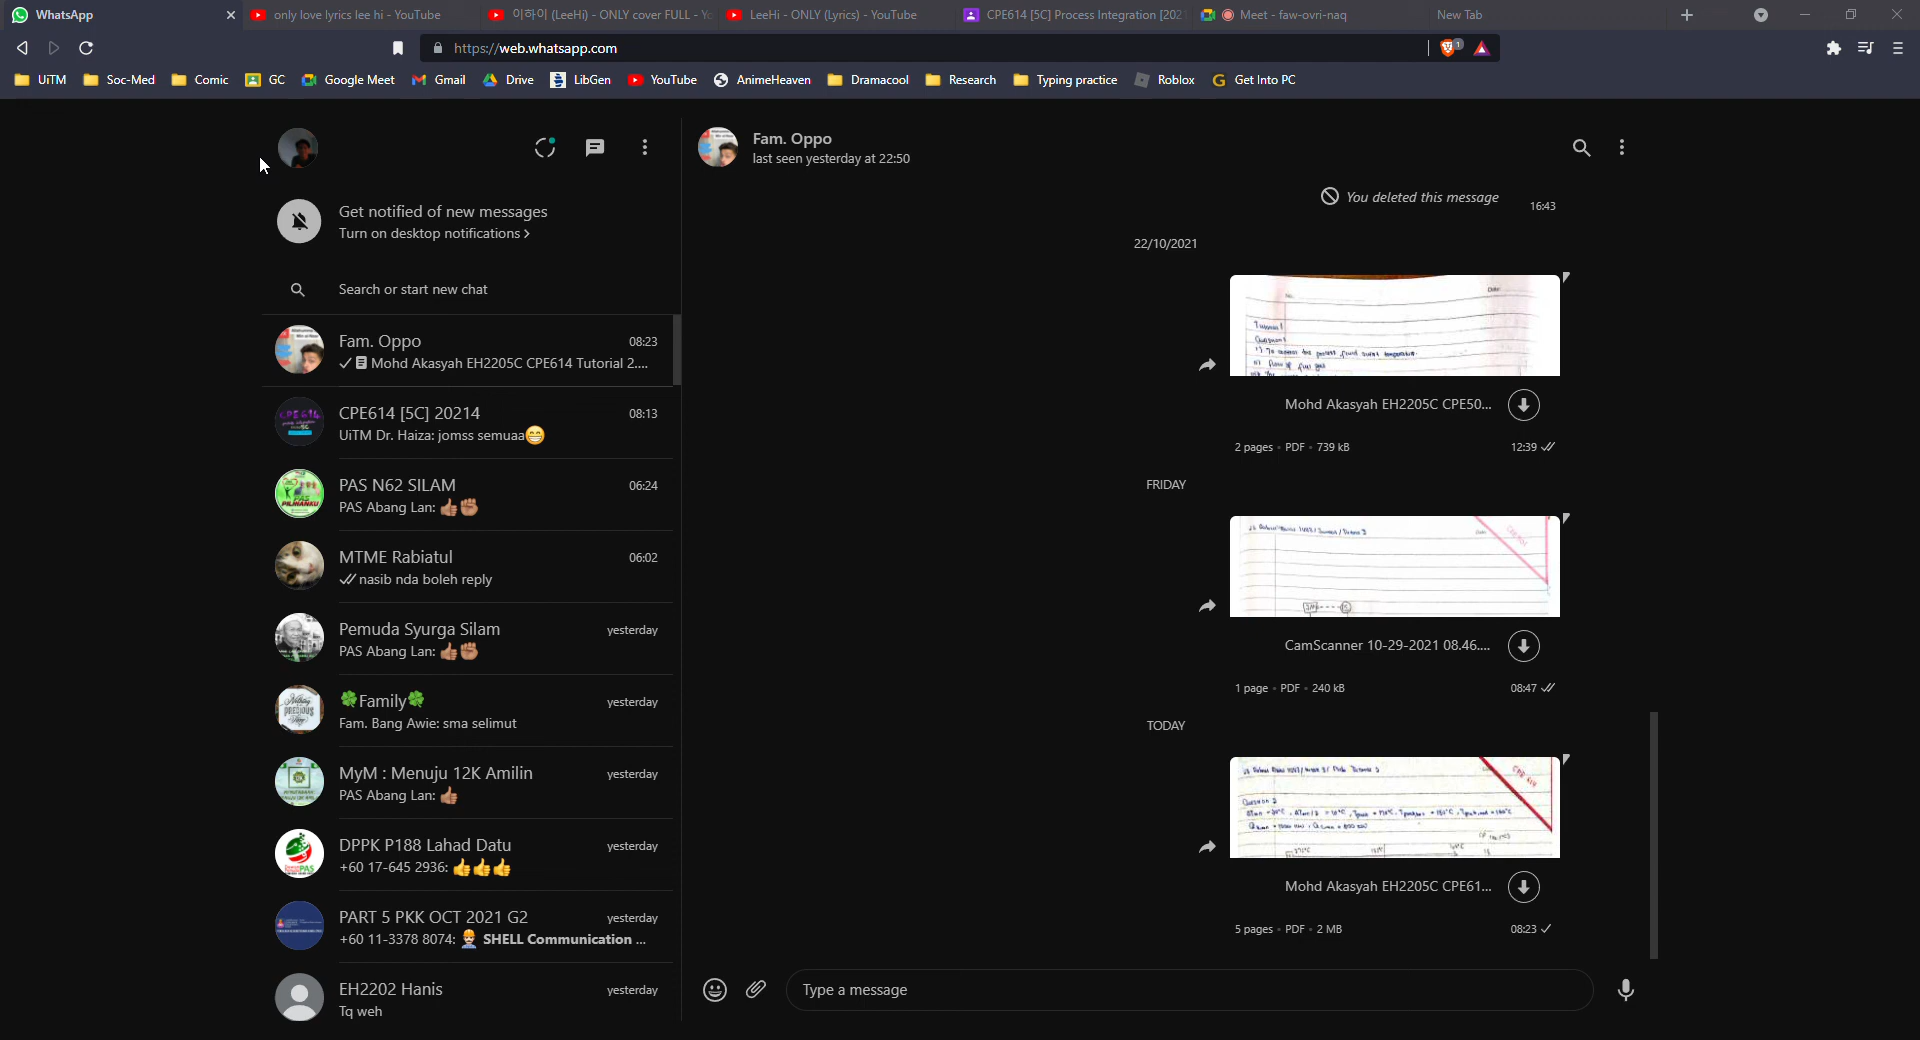 WhatsApp
only love lyrics lee hi - YouTube
이하이 (LeeHi) - ONLY cover FULL - Yo
LeeHi - ONLY (Lyrics) - YouTube
CPE614 [5C] Process Integration [2021
Meet - faw-ovri-naq
New Tab
https://web.whatsapp.com
1
UiTM
Soc-Med
Comic
GC
Google Meet
Gmail
Drive
LibGen
YouTube
AnimeHeaven
Dramacool
Research
Typing practice
Roblox
Get Into PC
Get notified of new messages
Turn on desktop notifications >
Search or start new chat
Fam. Oppo
08:23
Mohd Akasyah EH2205C CPE614 Tutorial 2....
CPE614 [5C] 20214
08:13
UiTM Dr. Haiza: jomss semuaa😁
PAS N62 SILAM
06:24
PAS Abang Lan: 👍🏽✊🏽
MTME Rabiatul
06:02
nasib nda boleh reply
Pemuda Syurga Silam
yesterday
PAS Abang Lan: 👍🏽✊🏽
🍀Family🍀
yesterday
Fam. Bang Awie: sma selimut
MyM : Menuju 12K Amilin
yesterday
PAS Abang Lan: 👍🏽
DPPK P188 Lahad Datu
yesterday
+60 17-645 2936: 👍👍👍
PART 5 PKK OCT 2021 G2
yesterday
+60 11-3378 8074: 👷 SHELL Communication ...
EH2202 Hanis
yesterday
Tq weh
Fam. Oppo
last seen yesterday at 22:50
You deleted this message
16:43
22/10/2021
Tutorial 1
Question 1
Mohd Akasyah EH2205C CPE50...
2 pages • PDF • 739 kB
12:39
FRIDAY
CamScanner 10-29-2021 08.46....
1 page • PDF • 240 kB
08:47
TODAY
CPE 614
Question 2
Mohd Akasyah EH2205C CPE61...
5 pages • PDF • 2 MB
08:23
Type a message